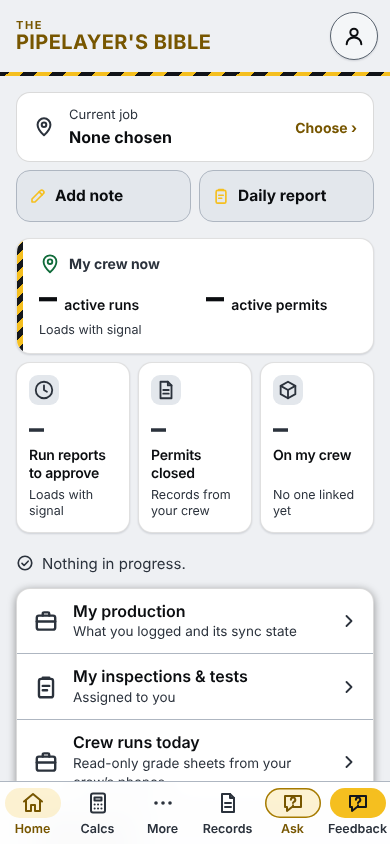 THE
PIPELAYER'S BIBLE
Current job
None chosen
Choose ›
Add note
Daily report
My crew now
— active runs
— active permits
Loads with signal
—
Run reports
to approve
Loads with
signal
—
Permits
closed
Records from
your crew
—
On my crew
No one linked
yet
Nothing in progress.
My production
What you logged and its sync state
My inspections & tests
Assigned to you
Crew runs today
Read-only grade sheets from your
crew's phones
Home
Calcs
More
Records
Ask
Feedback